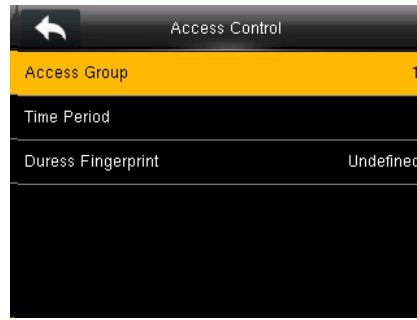 Access Control
Access Group 1
Time Period
Duress Fingerprint Undefined